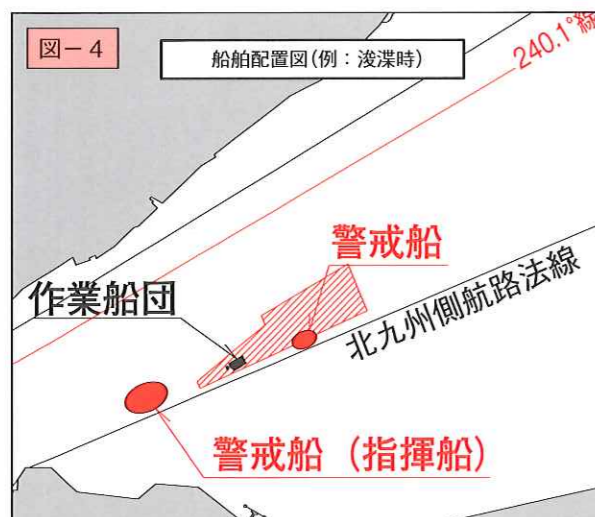 図－4
船舶配置図(例：浚渫時)
240.1°線
警戒船
作業船団
北九州側航路法線
警戒船（指揮船）